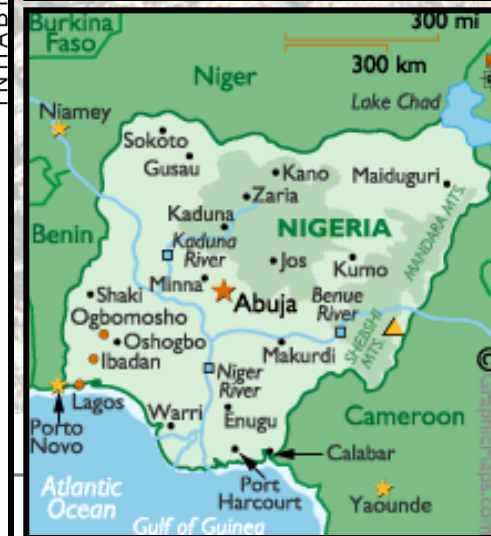 Burkina
Faso
300 mi
300 km
Niger
Lake Chad
Niamey
Sokoto
Gusau
Kano
Maiduguri
Zaria
Kaduna
NIGERIA
MANDARA MTS.
Benin
Kaduna
River
Jos
Kumo
Minna
Shaki
Abuja
Benue
River
Ogbomosho
Oshogbo
SHEBSHI
MTS.
Ibadan
Makurdi
Niger
River
Lagos
Warri
Enugu
Cameroon
Porto
Novo
Calabar
Port
Harcourt
Atlantic
Ocean
Yaounde
Gulf of Guinea
©GraphicMaps.com